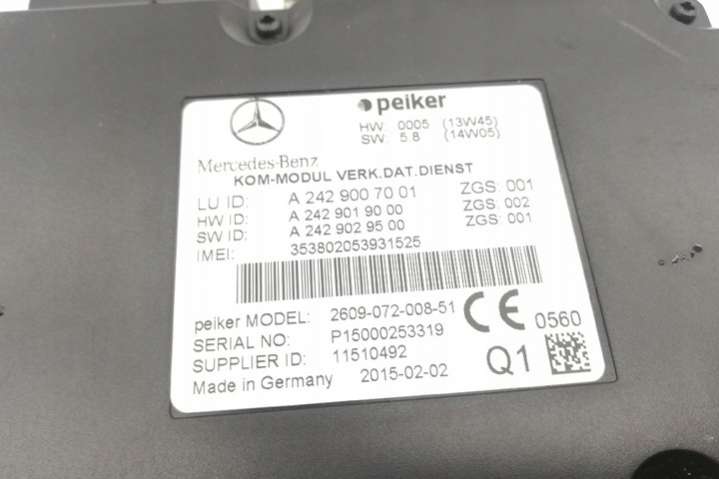 peiker
HW: 0005 (13W45)
SW: 5.8 (14W05)
Mercedes-Benz
KOM-MODUL VERK.DAT.DIENST
LU ID: A 242 900 70 01 ZGS: 001
HW ID: A 242 901 90 00 ZGS: 002
SW ID: A 242 902 95 00 ZGS: 001
IMEI: 353802053931525
peiker MODEL: 2609-072-008-51
SERIAL NO: P15000253319
SUPPLIER ID: 11510492
Made in Germany 2015-02-02
CE 0560
Q1